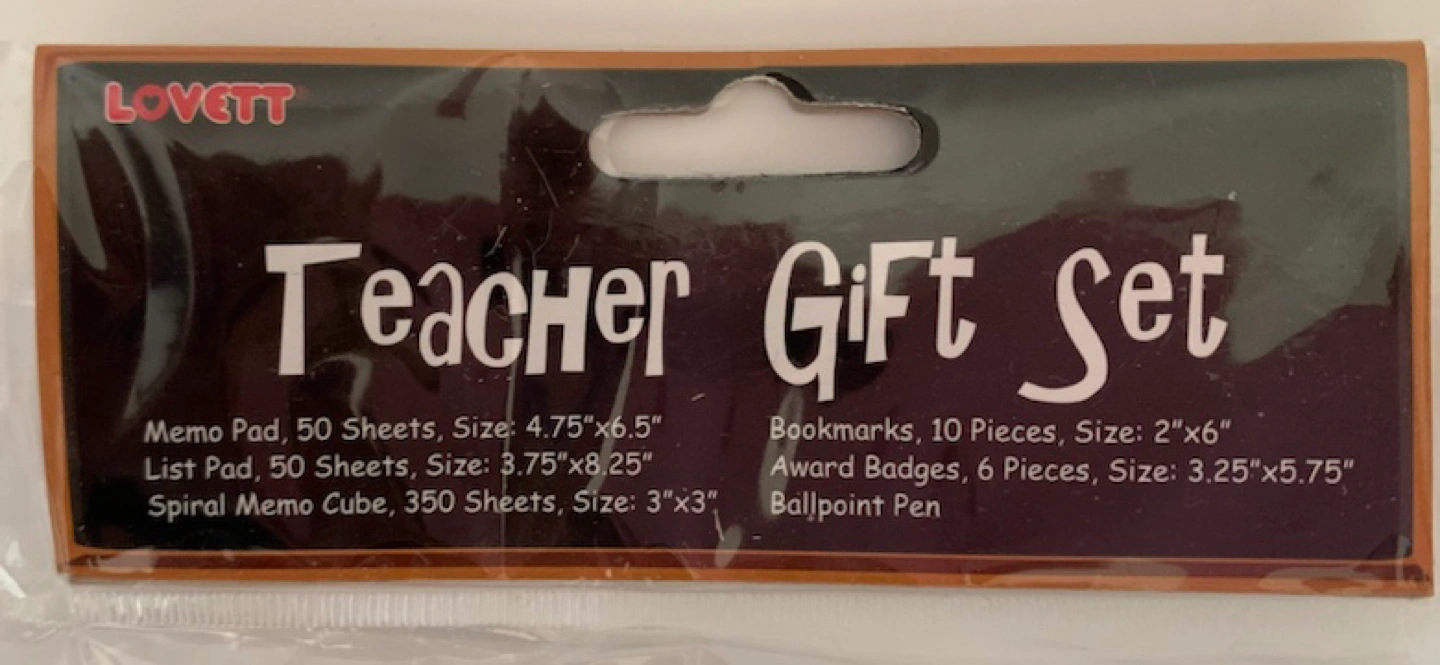 LOVETT
Teacher Gift Set
Memo Pad, 50 Sheets, Size: 4.75"x6.5"
List Pad, 50 Sheets, Size: 3.75"x8.25"
Spiral Memo Cube, 350 Sheets, Size: 3"x3"
Bookmarks, 10 Pieces, Size: 2"x6"
Award Badges, 6 Pieces, Size: 3.25"x5.75"
Ballpoint Pen